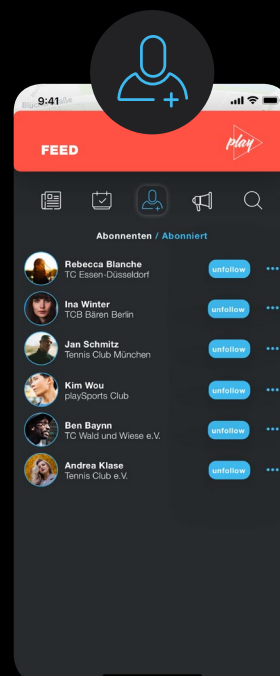 9:41
play
FEED
Abonnenten / Abonniert
Rebecca Blanche
TC Essen-Düsseldorf
unfollow
Ina Winter
TCB Bären Berlin
unfollow
Jan Schmitz
Tennis Club München
unfollow
Kim Wou
playSports Club
unfollow
Ben Baynn
TC Wald und Wiese e.V.
unfollow
Andrea Klase
Tennis Club e.V.
unfollow